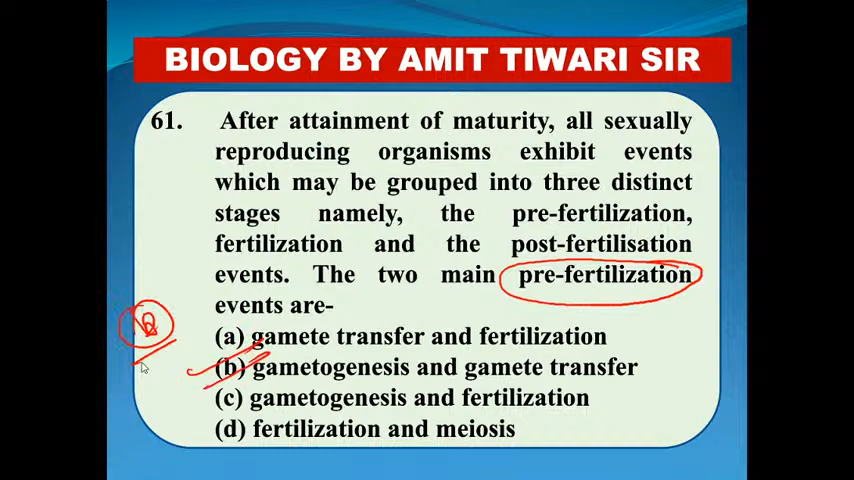 BIOLOGY BY AMIT TIWARI SIR
61. After attainment of maturity, all sexually
reproducing organisms exhibit events
which may be grouped into three distinct
stages namely, the pre-fertilization,
fertilization and the post-fertilisation
events. The two main pre-fertilization
events are-
(a) gamete transfer and fertilization
(b) gametogenesis and gamete transfer
(c) gametogenesis and fertilization
(d) fertilization and meiosis